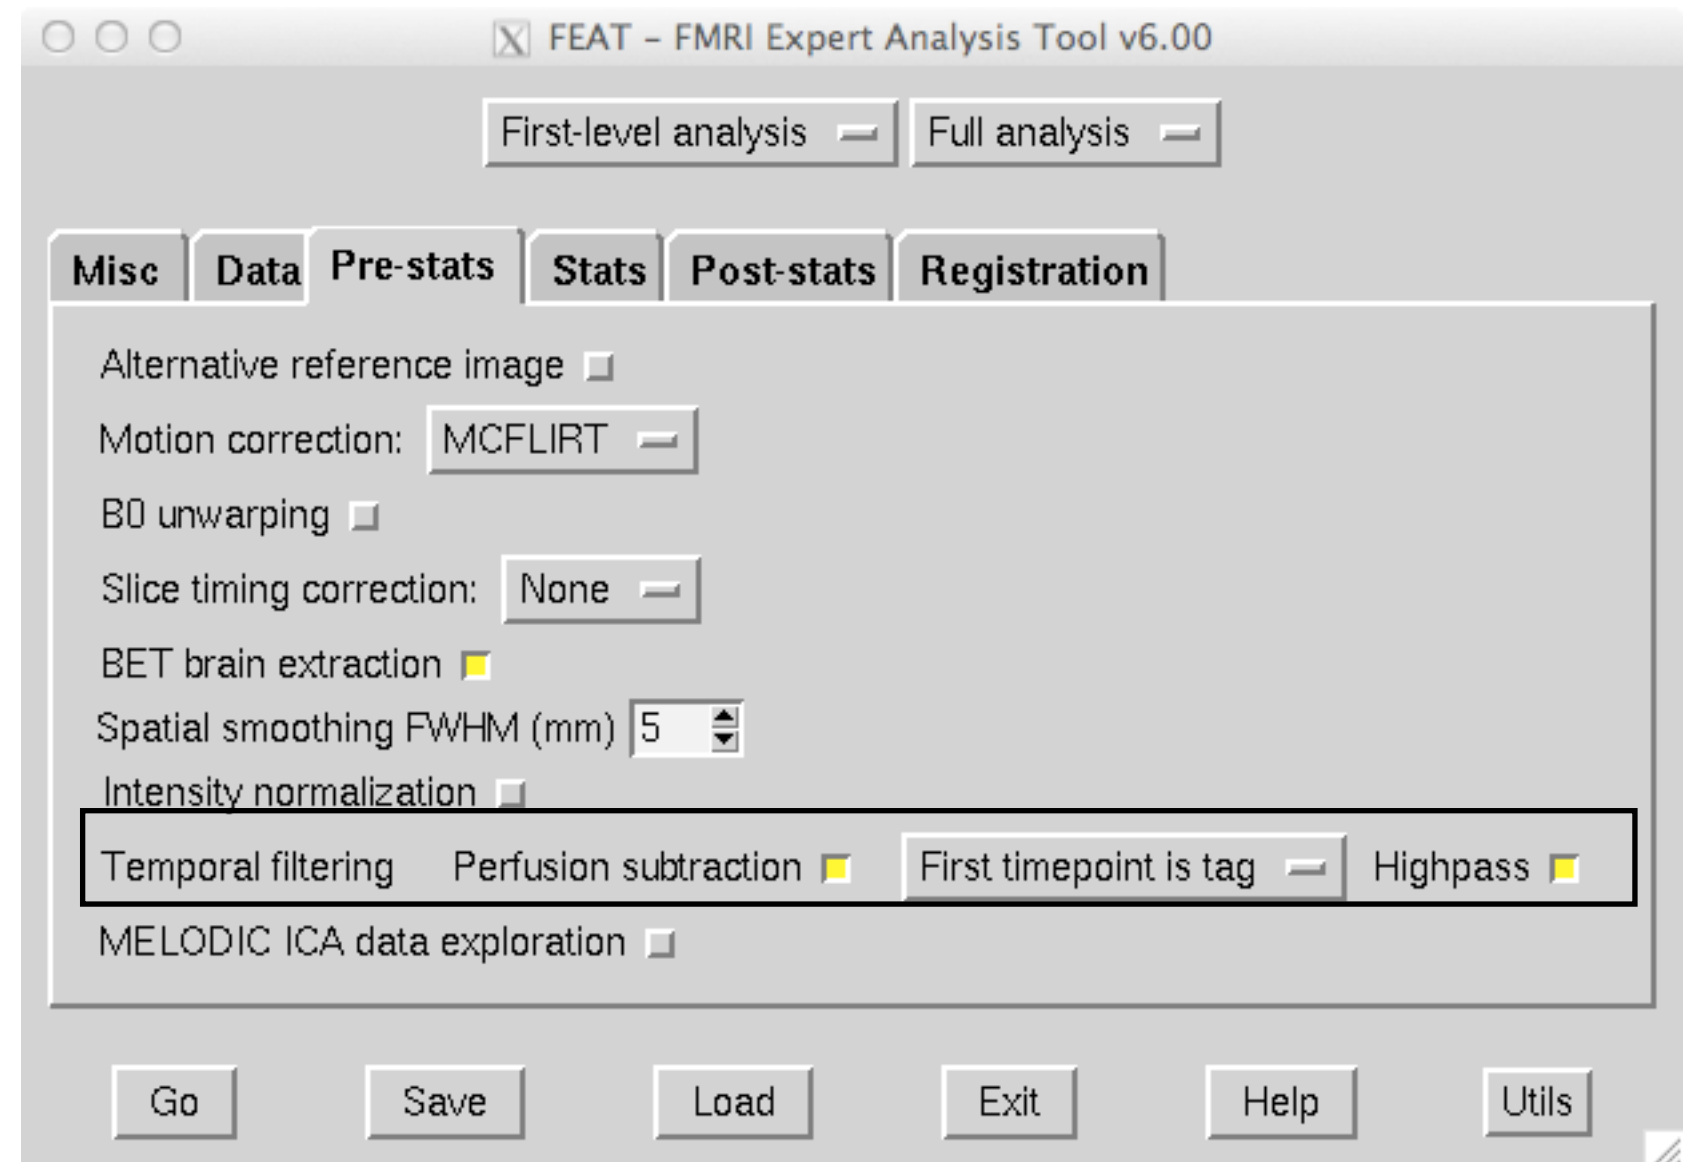 FEAT – FMRI Expert Analysis Tool v6.00
First-level analysis Full analysis
Misc Data Pre-stats Stats Post-stats Registration
Alternative reference image
Motion correction: MCFLIRT
B0 unwarping
Slice timing correction: None
BET brain extraction
Spatial smoothing FWHM (mm) 5
Intensity normalization
Temporal filtering Perfusion subtraction First timepoint is tag Highpass
MELODIC ICA data exploration
Go Save Load Exit Help Utils